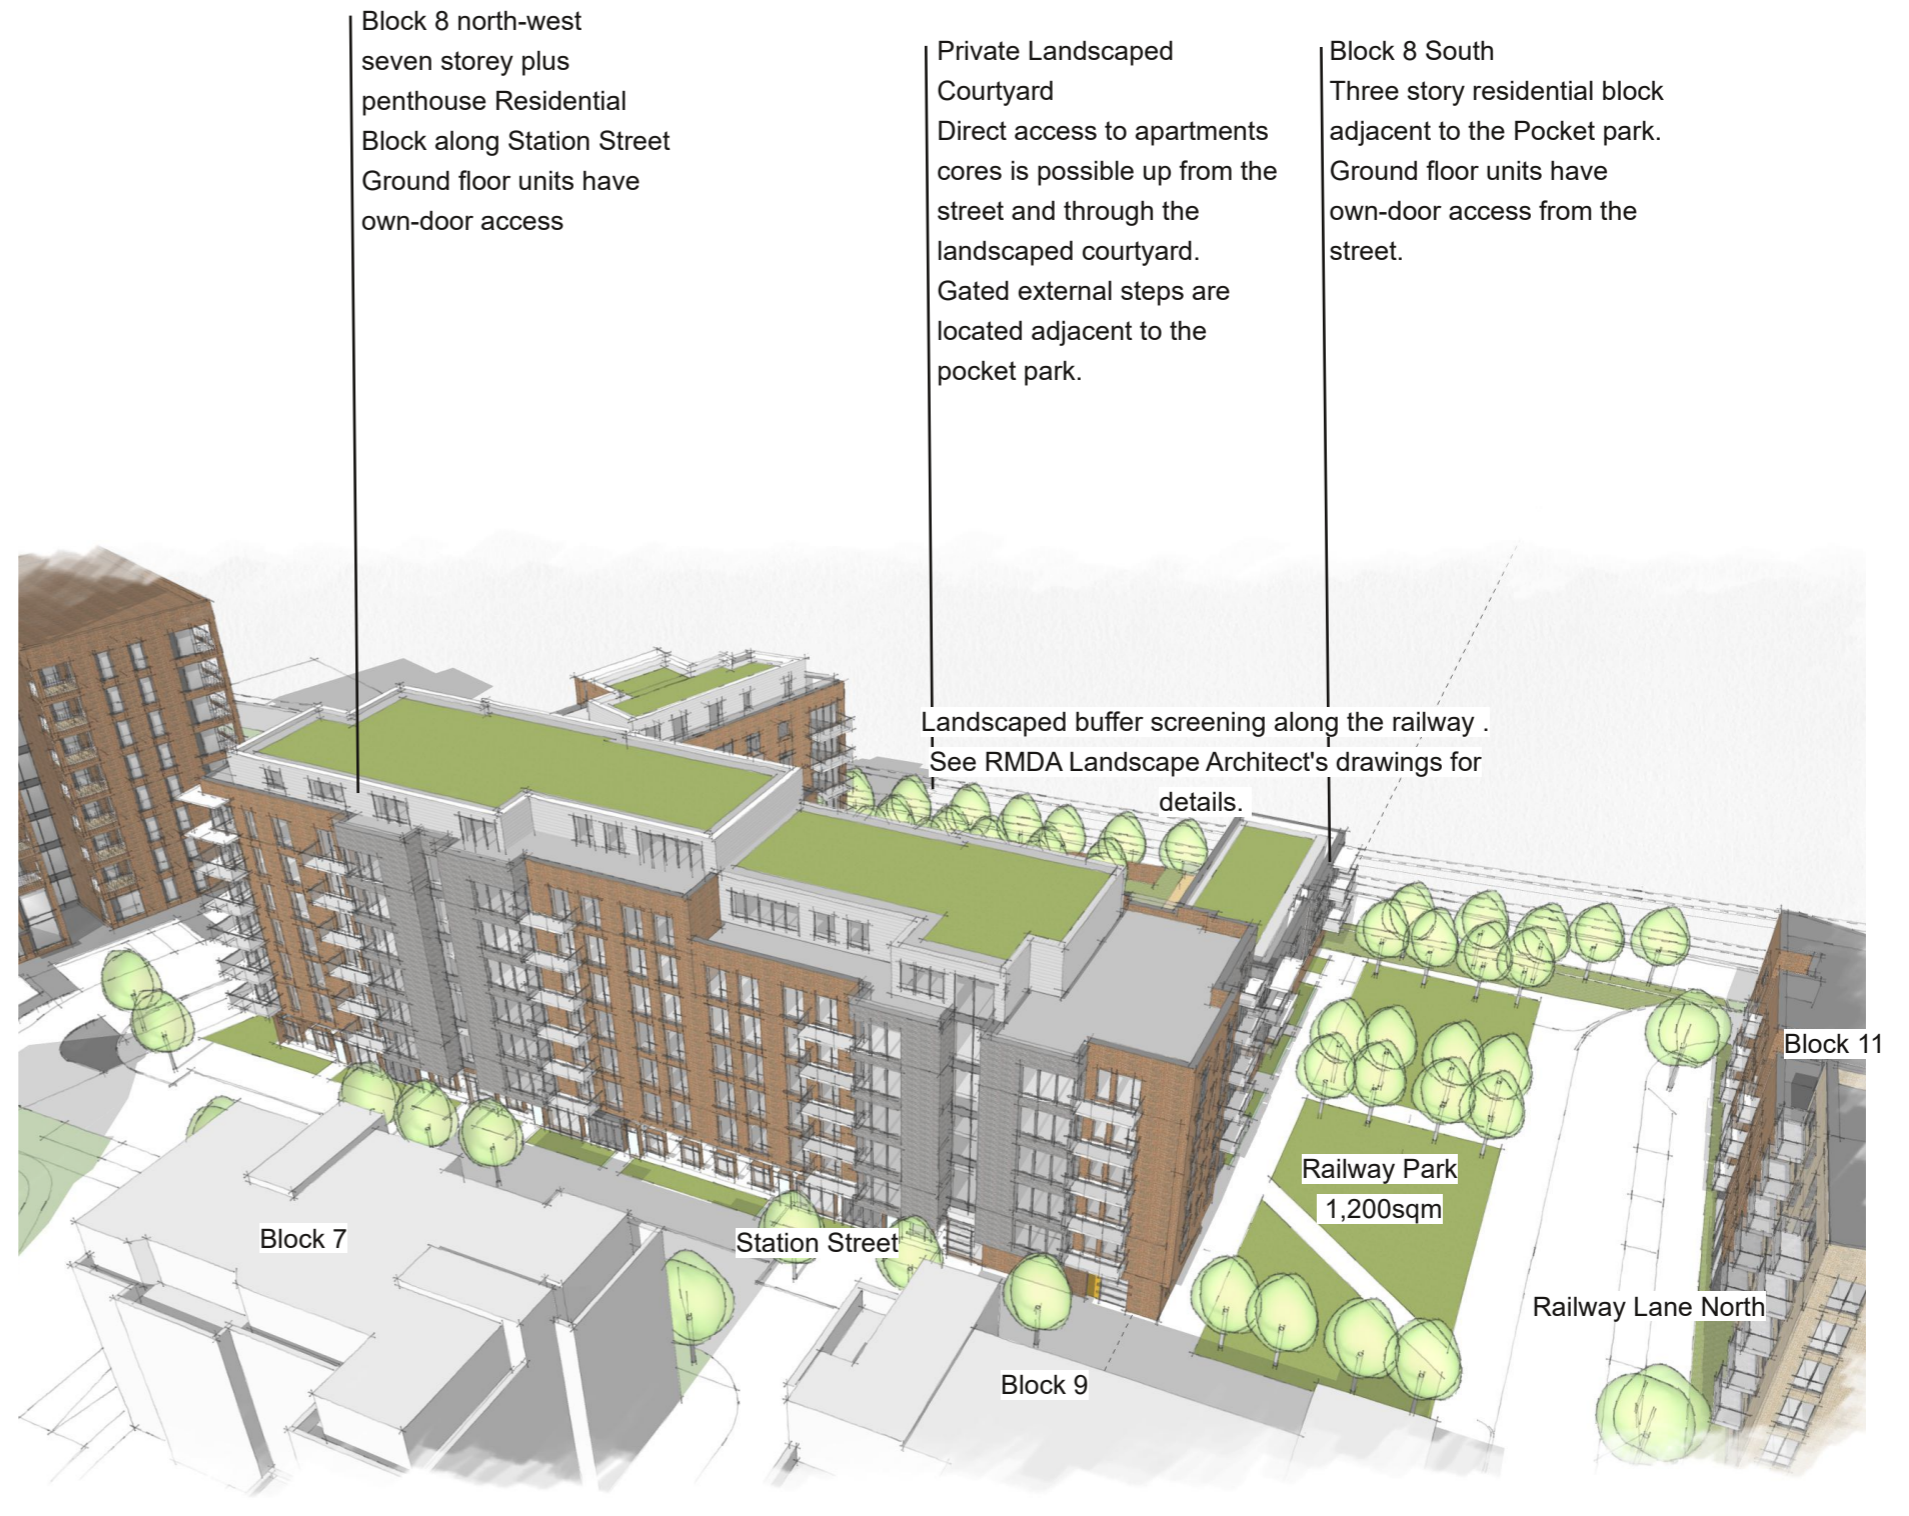 Block 8 north-west
seven storey plus
penthouse Residential
Block along Station Street
Ground floor units have
own-door access
Private Landscaped
Courtyard
Direct access to apartments
cores is possible up from the
street and through the
landscaped courtyard.
Gated external steps are
located adjacent to the
pocket park.
Block 8 South
Three story residential block
adjacent to the Pocket park.
Ground floor units have
own-door access from the
street.
Landscaped buffer screening along the railway .
See RMDA Landscape Architect's drawings for
details.
Block 11
Railway Park
1,200sqm
Block 7
Station Street
Railway Lane North
Block 9